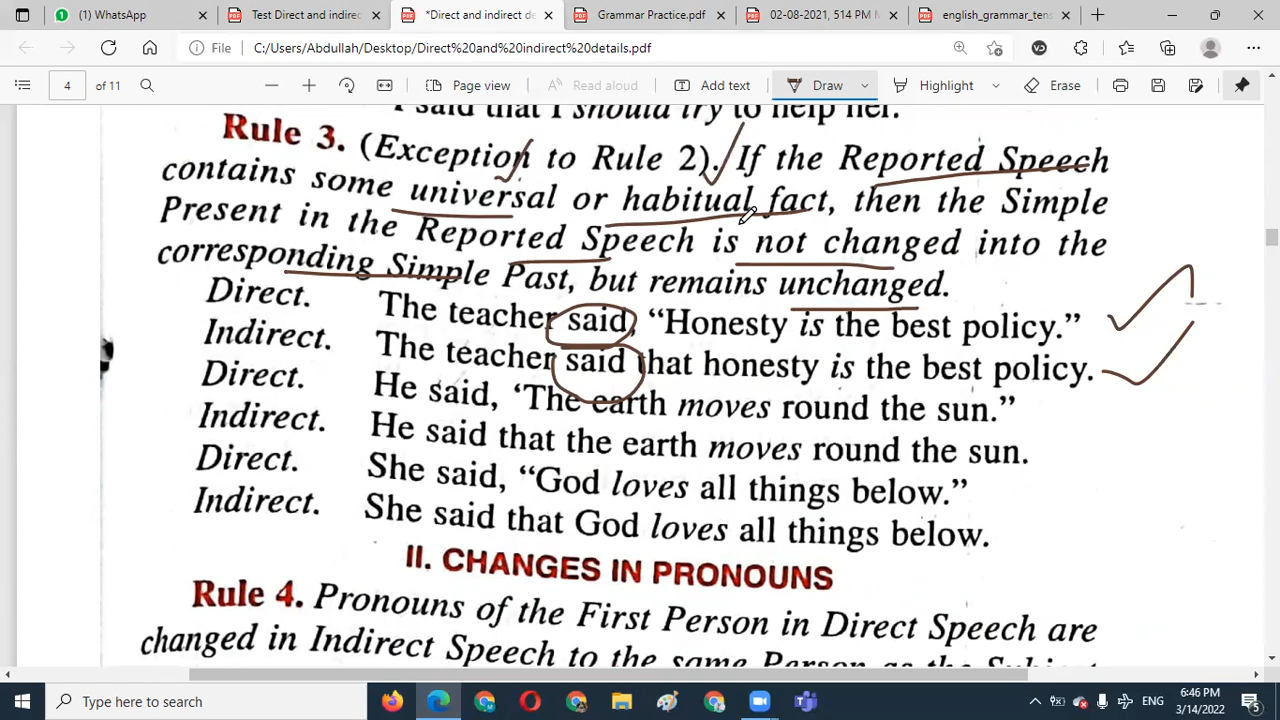 WhatsApp
Test Direct and indirec
*Direct and indirect de
Grammar Practice.pdf
02-08-2021, 514 PM
english_grammar_tens
File
C:/Users/Abdullah/Desktop/Direct%20and%20indirect%20details.pdf
4 of 11
Page view
Read aloud
Add text
Draw
Highlight
Erase
I said that I should try to help her.
Rule 3. (Exception to Rule 2). If the Reported Speech
contains some universal or habitual fact, then the Simple
Present in the Reported Speech is not changed into the
corresponding Simple Past, but remains unchanged.
Direct. The teacher said, “Honesty is the best policy.”
Indirect. The teacher said that honesty is the best policy.
Direct. He said, ‘The earth moves round the sun.”
Indirect. He said that the earth moves round the sun.
Direct. She said, “God loves all things below.”
Indirect. She said that God loves all things below.
II. CHANGES IN PRONOUNS
Rule 4. Pronouns of the First Person in Direct Speech are
changed in Indirect Speech to the same Person as the Subject
Type here to search
ENG
6:46 PM
3/14/2022
5